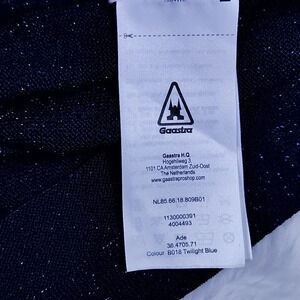 Gaastra
Gaastra H.Q.
Hogehilweg 3
1101 CA Amsterdam Zuid-Oost
The Netherlands
www.gaastraproshop.com
NL85.66.18.809B01
1130000391
4004493
Ade
36.4705.71
Colour B018 Twilight Blue